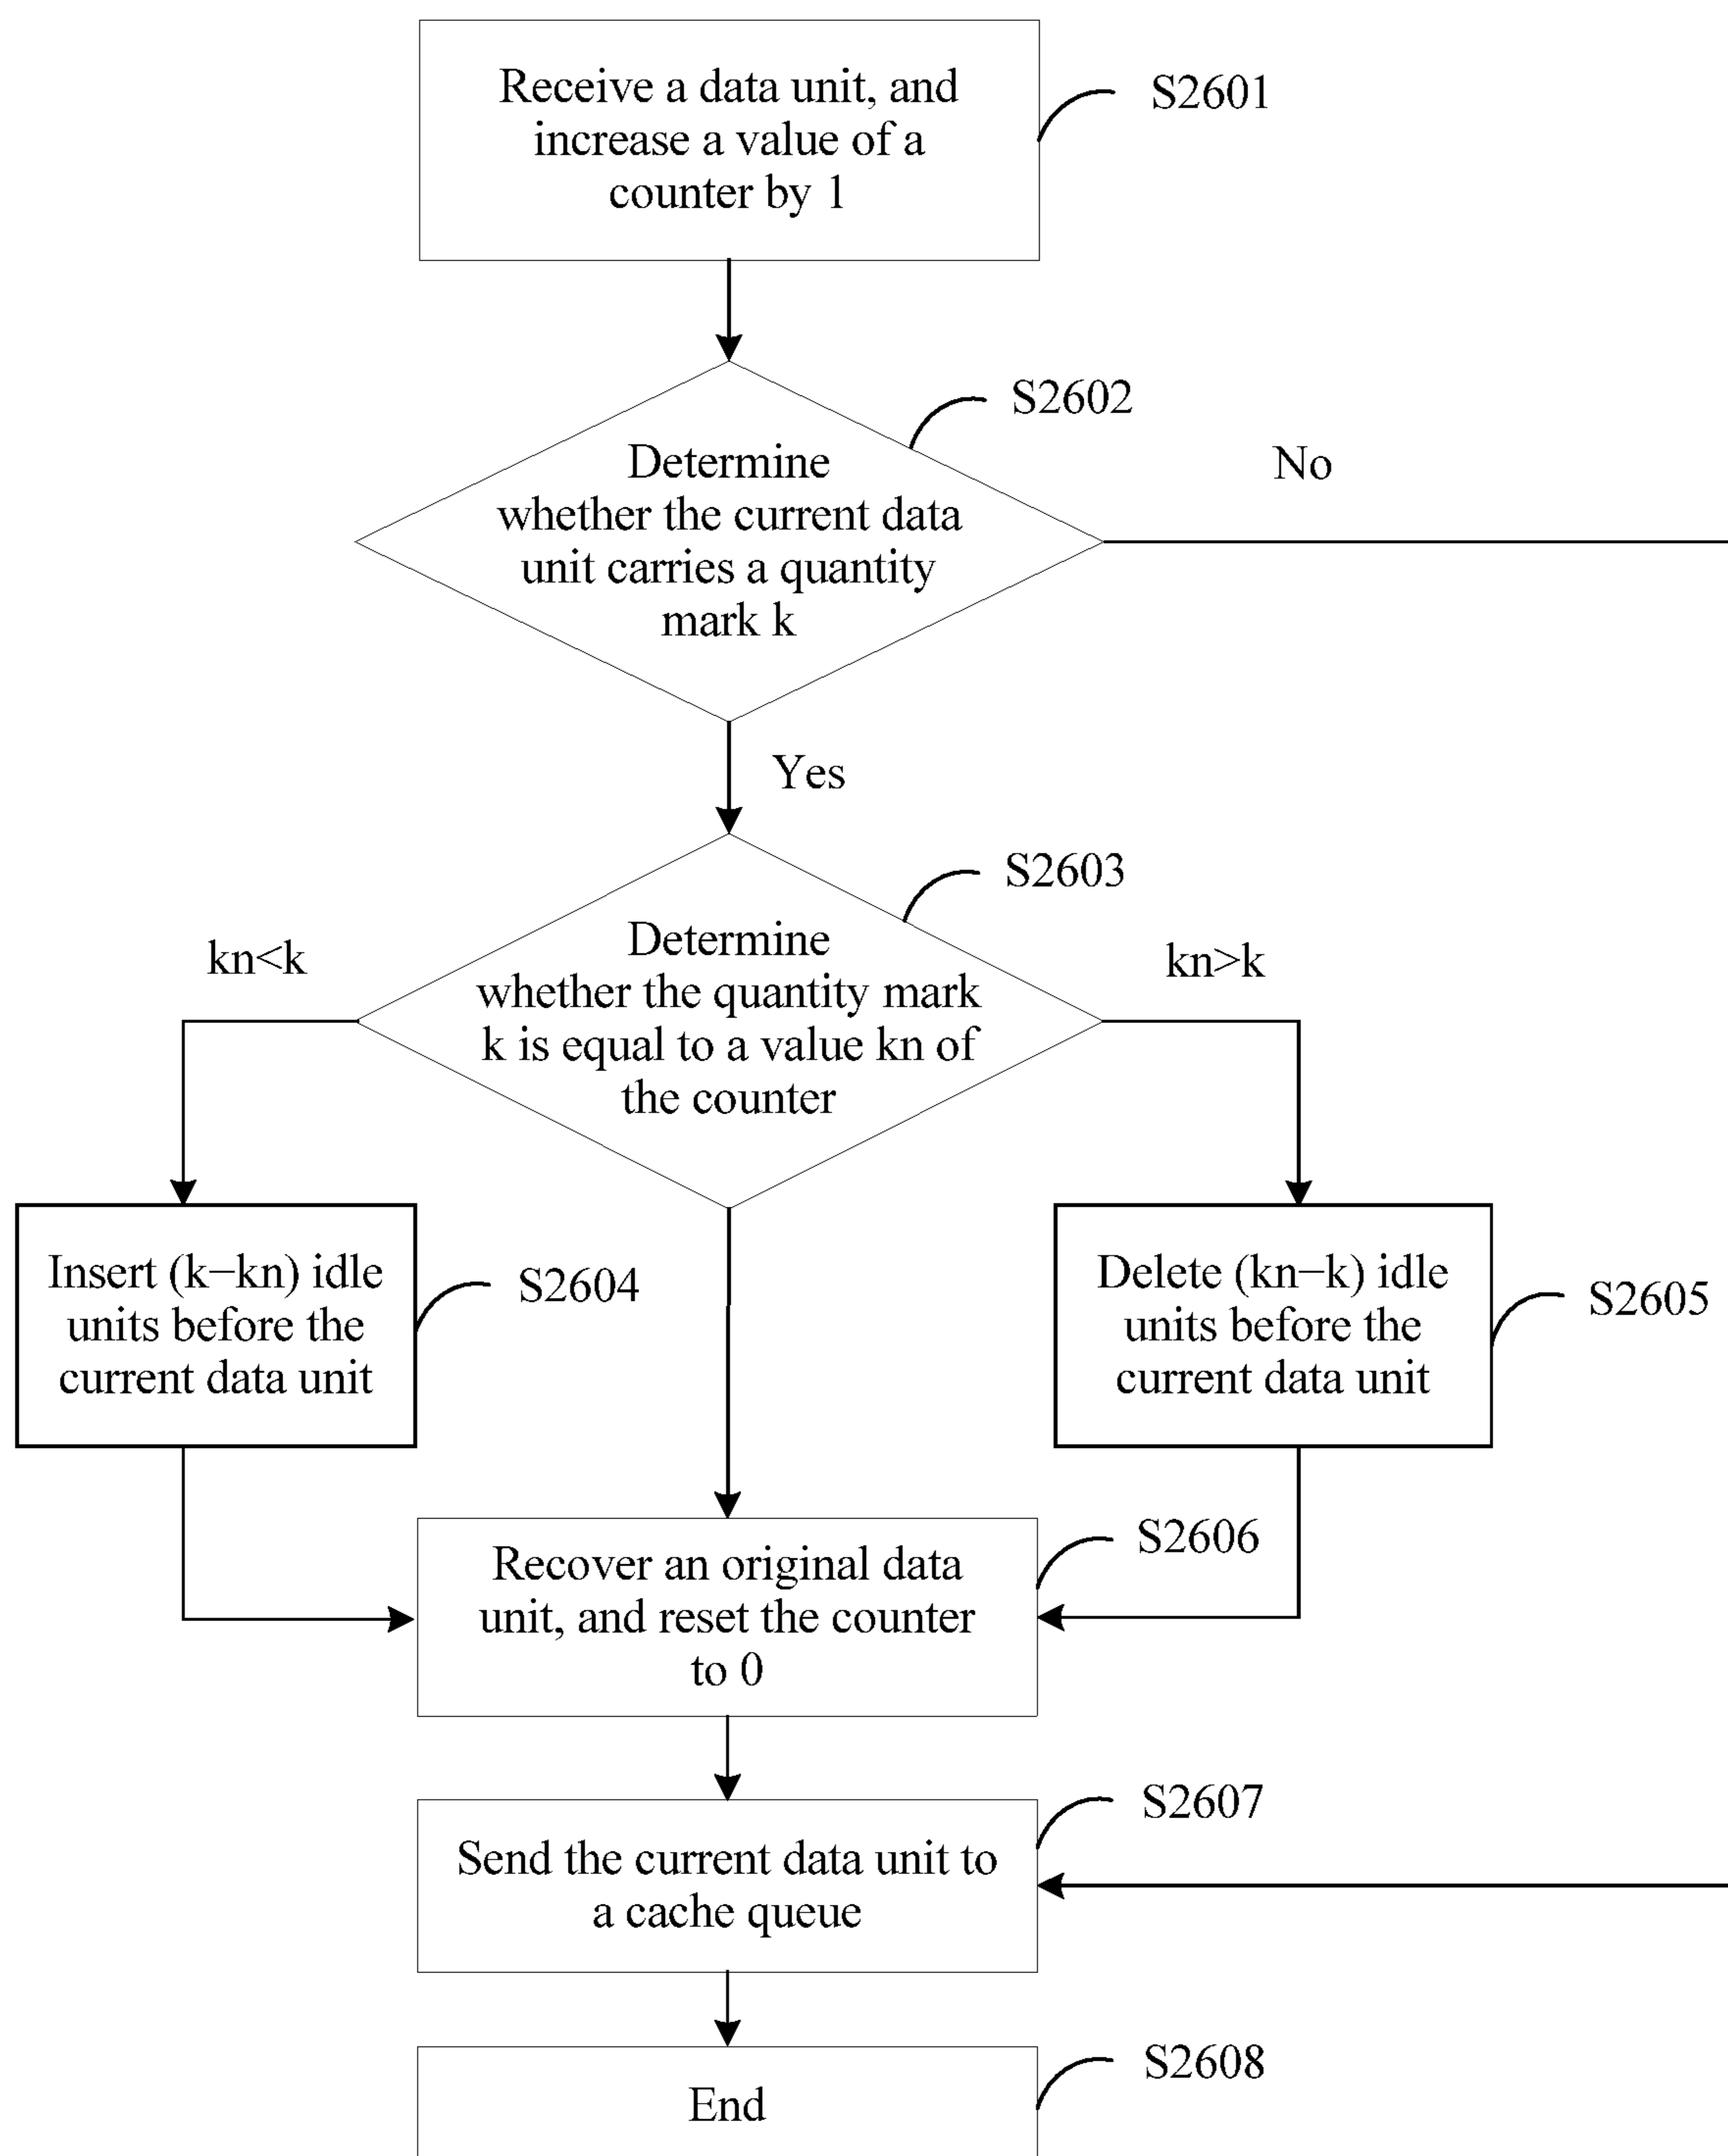 Receive a data unit, and
increase a value of a
counter by 1
S2601
S2602
No
Determine
whether the current data
unit carries a quantity
mark k
Yes
S2603
kn<k
kn>k
Determine
whether the quantity mark
k is equal to a value kn of
the counter
Insert (k−kn) idle
units before the
current data unit
S2604
Delete (kn−k) idle
units before the
current data unit
S2605
Recover an original data
unit, and reset the counter
to 0
S2606
Send the current data unit to
a cache queue
S2607
End
S2608